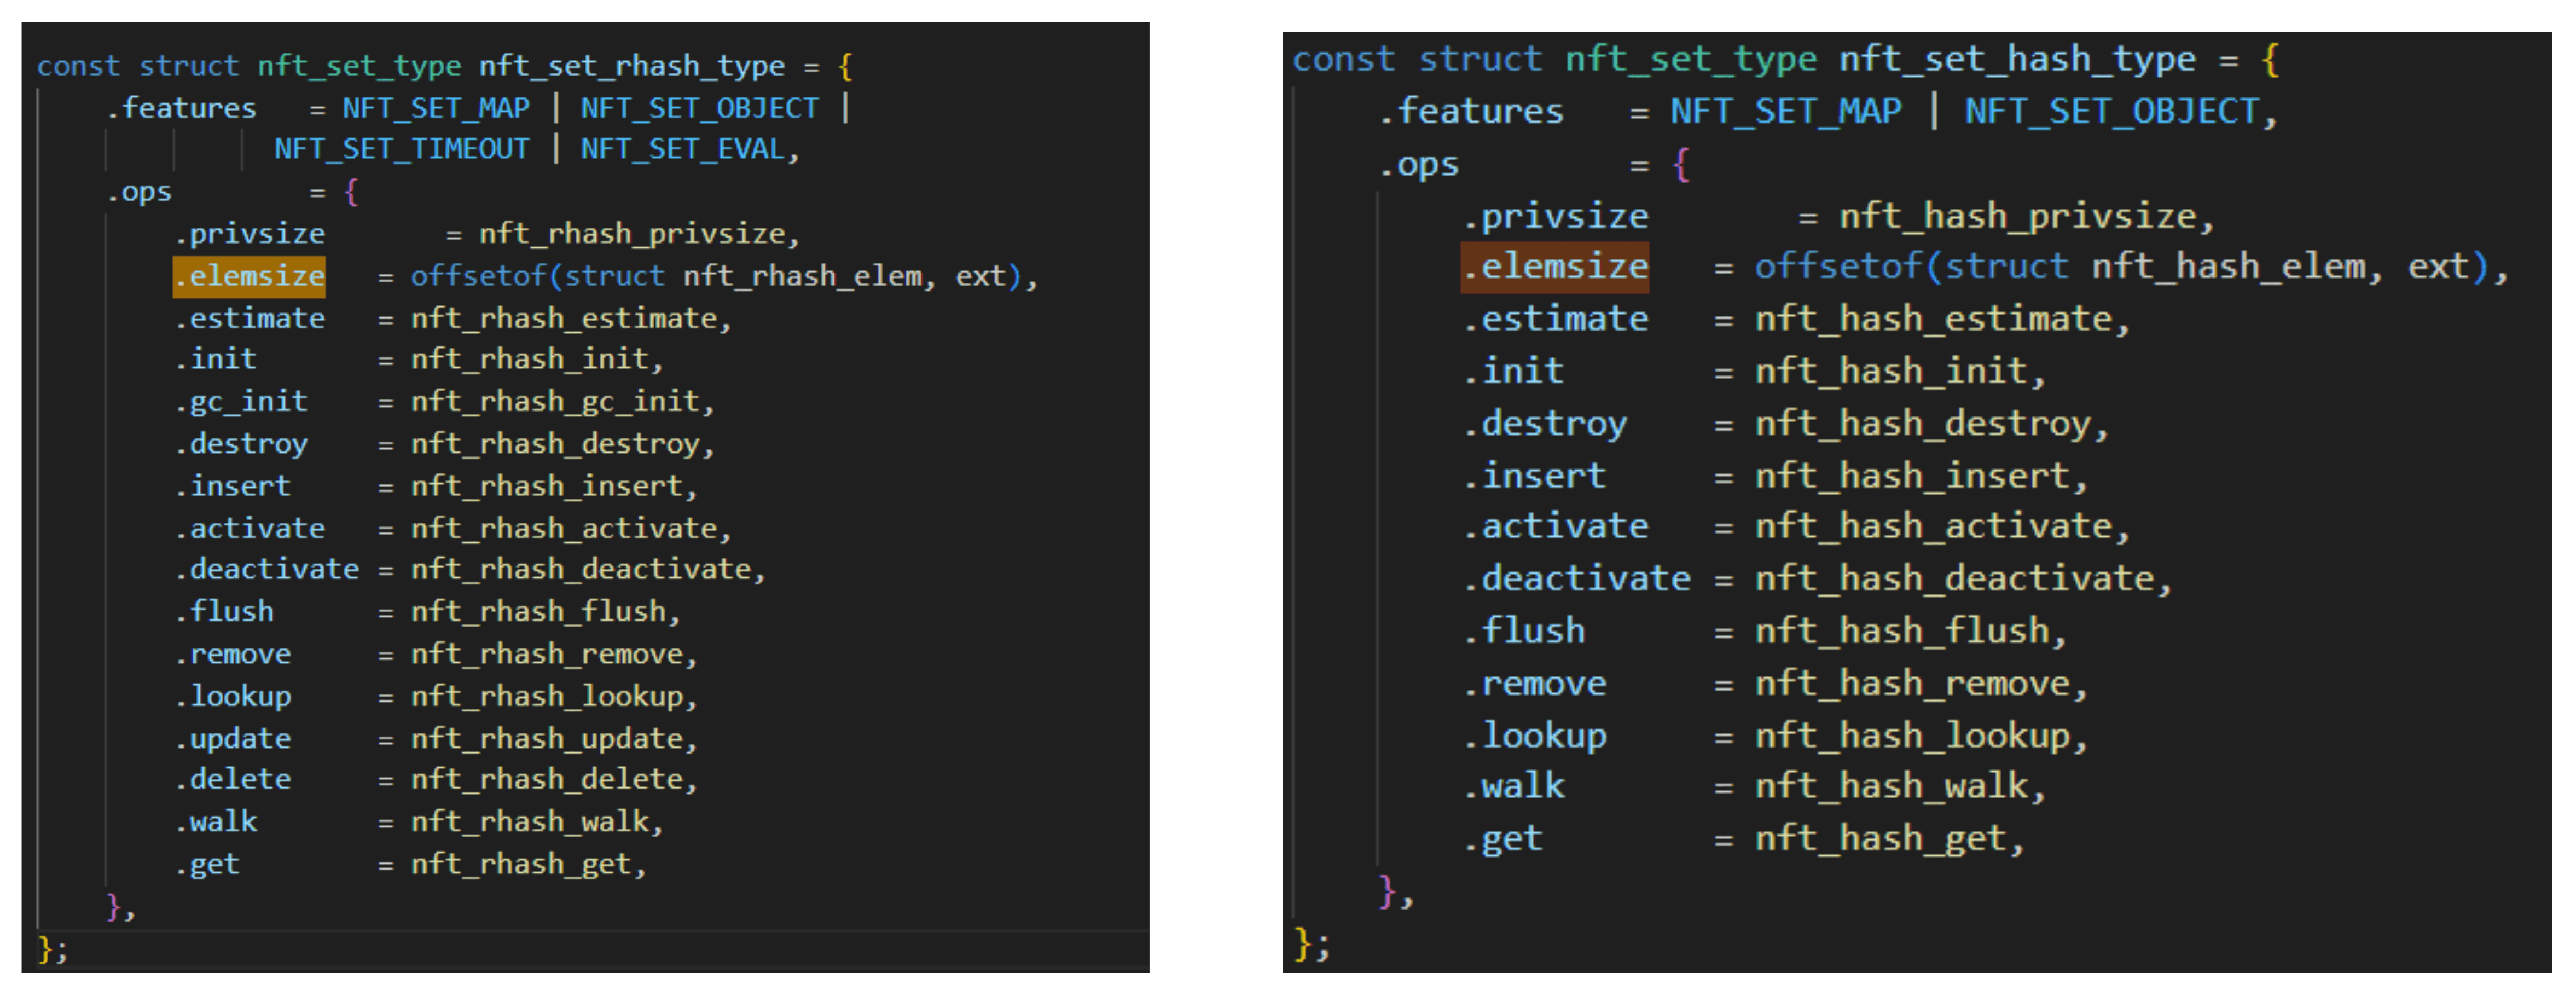 const struct nft_set_type nft_set_rhash_type = {
.features = NFT_SET_MAP | NFT_SET_OBJECT |
NFT_SET_TIMEOUT | NFT_SET_EVAL,
.ops = {
.privsize = nft_rhash_privsize,
.elemsize = offsetof(struct nft_rhash_elem, ext),
.estimate = nft_rhash_estimate,
.init = nft_rhash_init,
.gc_init = nft_rhash_gc_init,
.destroy = nft_rhash_destroy,
.insert = nft_rhash_insert,
.activate = nft_rhash_activate,
.deactivate = nft_rhash_deactivate,
.flush = nft_rhash_flush,
.remove = nft_rhash_remove,
.lookup = nft_rhash_lookup,
.update = nft_rhash_update,
.delete = nft_rhash_delete,
.walk = nft_rhash_walk,
.get = nft_rhash_get,
},
};
const struct nft_set_type nft_set_hash_type = {
.features = NFT_SET_MAP | NFT_SET_OBJECT,
.ops = {
.privsize = nft_hash_privsize,
.elemsize = offsetof(struct nft_hash_elem, ext),
.estimate = nft_hash_estimate,
.init = nft_hash_init,
.destroy = nft_hash_destroy,
.insert = nft_hash_insert,
.activate = nft_hash_activate,
.deactivate = nft_hash_deactivate,
.flush = nft_hash_flush,
.remove = nft_hash_remove,
.lookup = nft_hash_lookup,
.walk = nft_hash_walk,
.get = nft_hash_get,
},
};